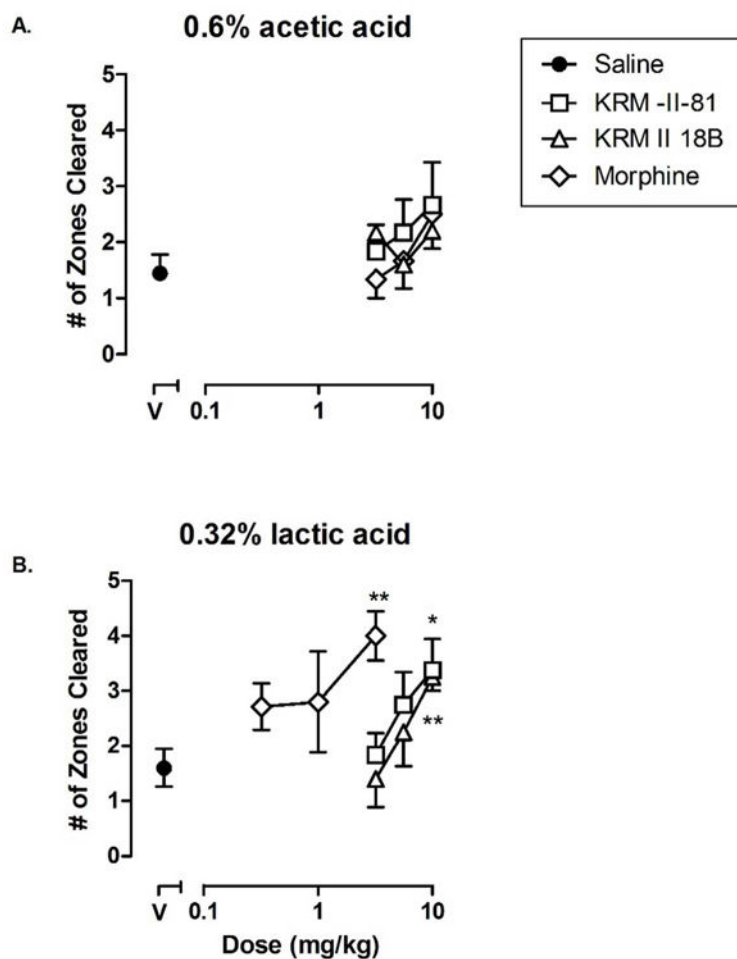 A.
0.6% acetic acid
Saline
KRM -II-81
KRM II 18B
Morphine
# of Zones Cleared
5
4
3
2
1
0
V
0.1
1
10
0.32% lactic acid
B.
# of Zones Cleared
5
4
3
2
1
0
**
*
**
V
0.1
1
10
Dose (mg/kg)